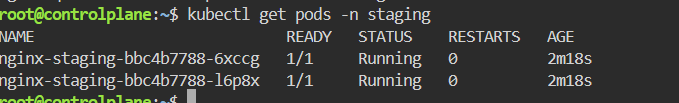 root@controlplane:~$ kubectl get pods -n staging
NAME READY STATUS RESTARTS AGE
nginx-staging-bbc4b7788-6xccg 1/1 Running 0 2m18s
nginx-staging-bbc4b7788-l6p8x 1/1 Running 0 2m18s
root@controlplane:~$